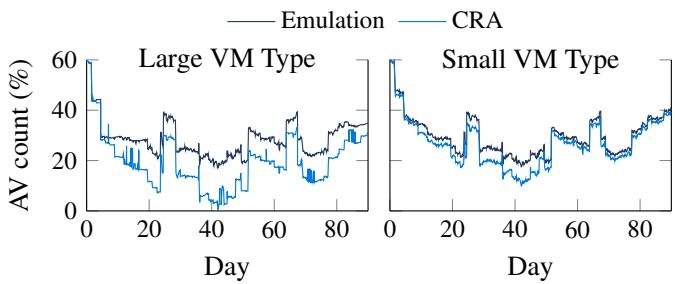 Emulation CRA
Large VM Type Small VM Type
AV count (%)
60
40
20
0
0 20 40 60 80 0 20 40 60 80
Day Day